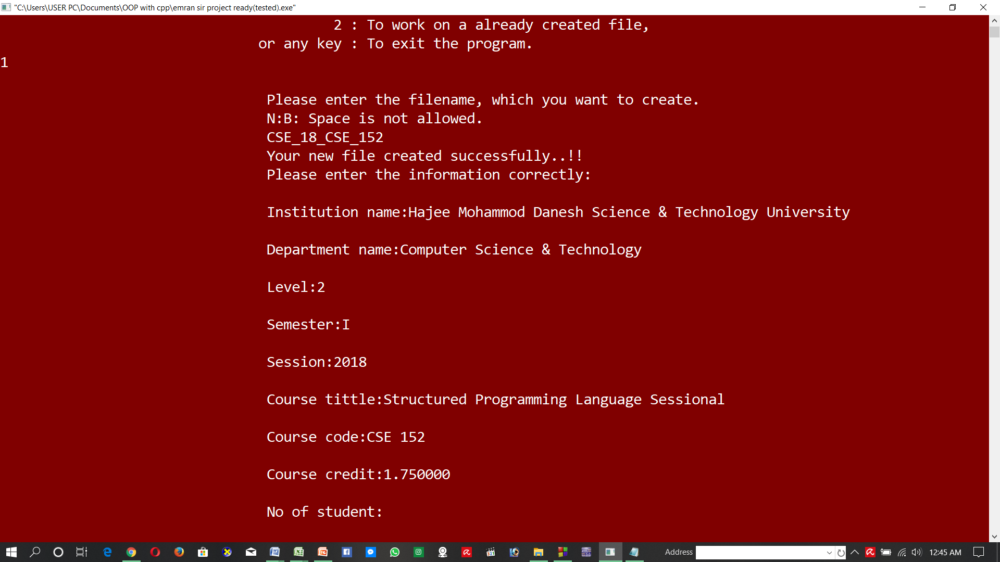 "C:\Users\USER PC\Documents\OOP with cpp\emran sir project ready(tested).exe"
2 : To work on a already created file,
or any key : To exit the program.
1
Please enter the filename, which you want to create.
N:B: Space is not allowed.
CSE_18_CSE_152
Your new file created successfully..!!
Please enter the information correctly:
Institution name:Hajee Mohammod Danesh Science & Technology University
Department name:Computer Science & Technology
Level:2
Semester:I
Session:2018
Course tittle:Structured Programming Language Sessional
Course code:CSE 152
Course credit:1.750000
No of student:
Address
12:45 AM